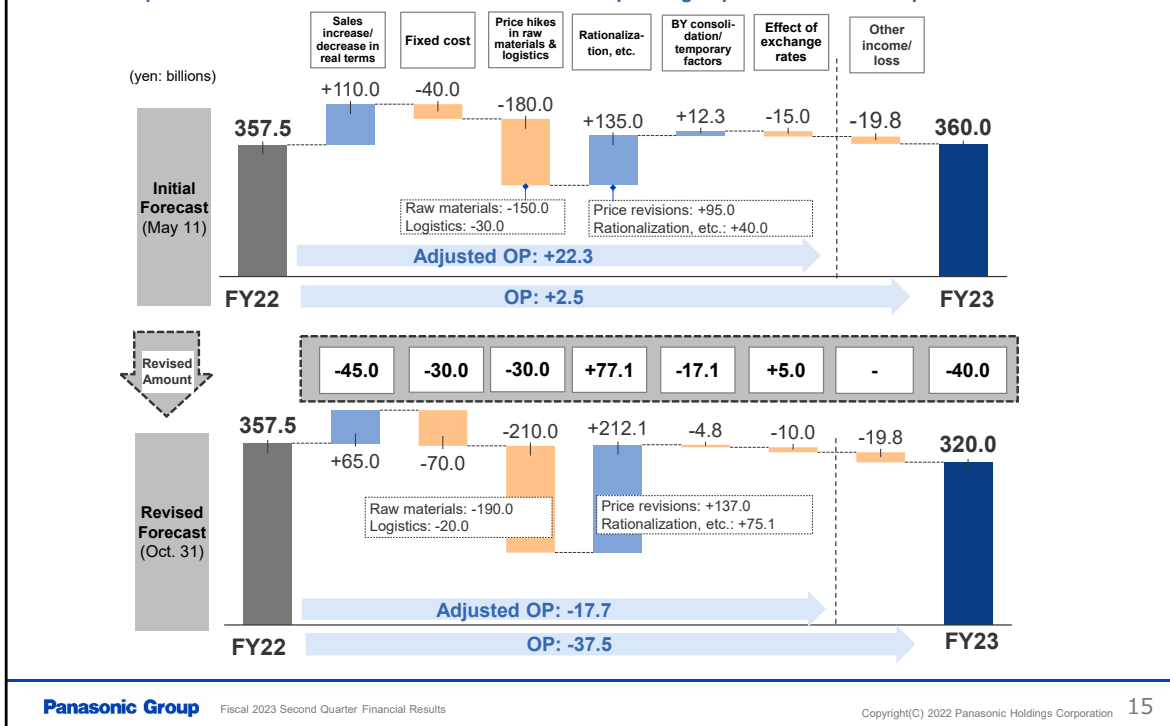 Sales
increase/
decrease in
real terms
Fixed cost
Price hikes
in raw
materials &
logistics
Rationaliza-
tion, etc.
BY consoli-
dation/
temporary
factors
Effect of
exchange
rates
Other
income/
loss
(yen: billions)
Initial
Forecast
(May 11)
357.5
+110.0
-40.0
-180.0
+135.0
+12.3
-15.0
-19.8
360.0
Raw materials: -150.0
Logistics: -30.0
Price revisions: +95.0
Rationalization, etc.: +40.0
Adjusted OP: +22.3
FY22
OP: +2.5
FY23
Revised
Amount
-45.0
-30.0
-30.0
+77.1
-17.1
+5.0
-
-40.0
Revised
Forecast
(Oct. 31)
357.5
+65.0
-70.0
-210.0
+212.1
-4.8
-10.0
-19.8
320.0
Raw materials: -190.0
Logistics: -20.0
Price revisions: +137.0
Rationalization, etc.: +75.1
Adjusted OP: -17.7
FY22
OP: -37.5
FY23
Panasonic Group
Fiscal 2023 Second Quarter Financial Results
Copyright(C) 2022 Panasonic Holdings Corporation
15